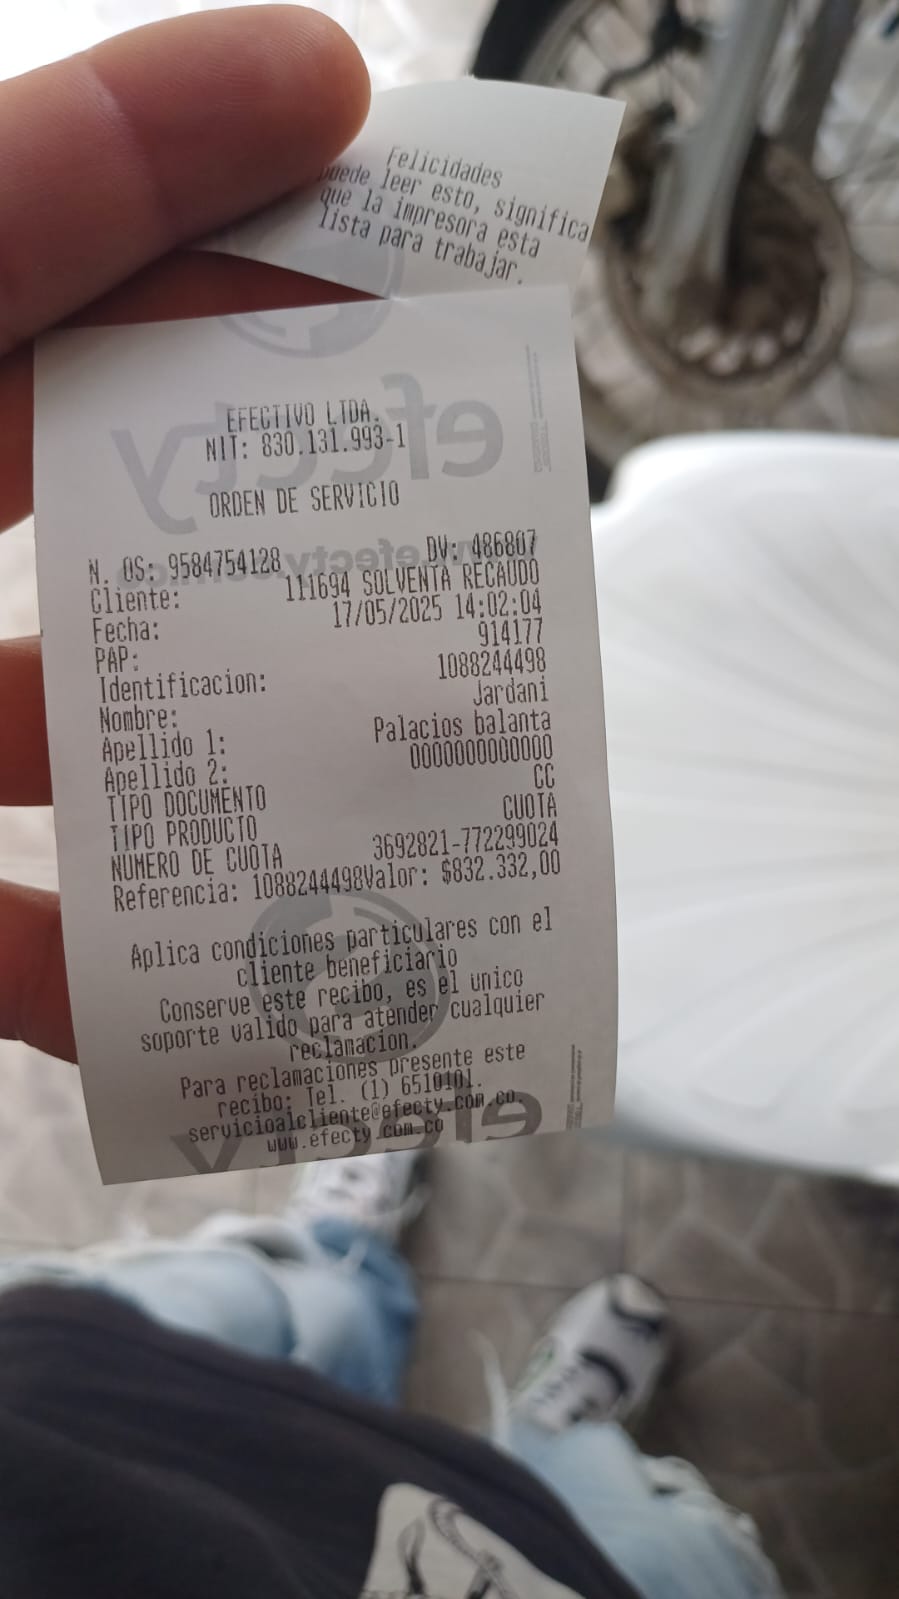 Felicidades
puede leer esto, significa
que la impresora esta
lista para trabajar.
efecty
EFECTIVO LTDA.
NIT: 830.131.993-1
ORDEN DE SERVICIO
N. OS: 9584754128 DV: 486807
Cliente: 111694 SOLVENTA RECAUDO
Fecha: 17/05/2025 14:02:04
PAP: 914177
Identificacion: 1088244498
Nombre: Jardani
Apellido 1: Palacios balanta
Apellido 2: 0000000000000
TIPO DOCUMENTO CC
TIPO PRODUCTO CUOTA
NUMERO DE CUOTA 3692821-772299024
Referencia: 1088244498Valor: $832.332,00
Aplica condiciones particulares con el
cliente beneficiario
Conserve este recibo, es el unico
soporte valido para atender cualquier
reclamacion.
Para reclamaciones presente este
recibo: Tel. (1) 6510101.
servicioalcliente@efecty.com.co.
www.efecty.com.co
efecty